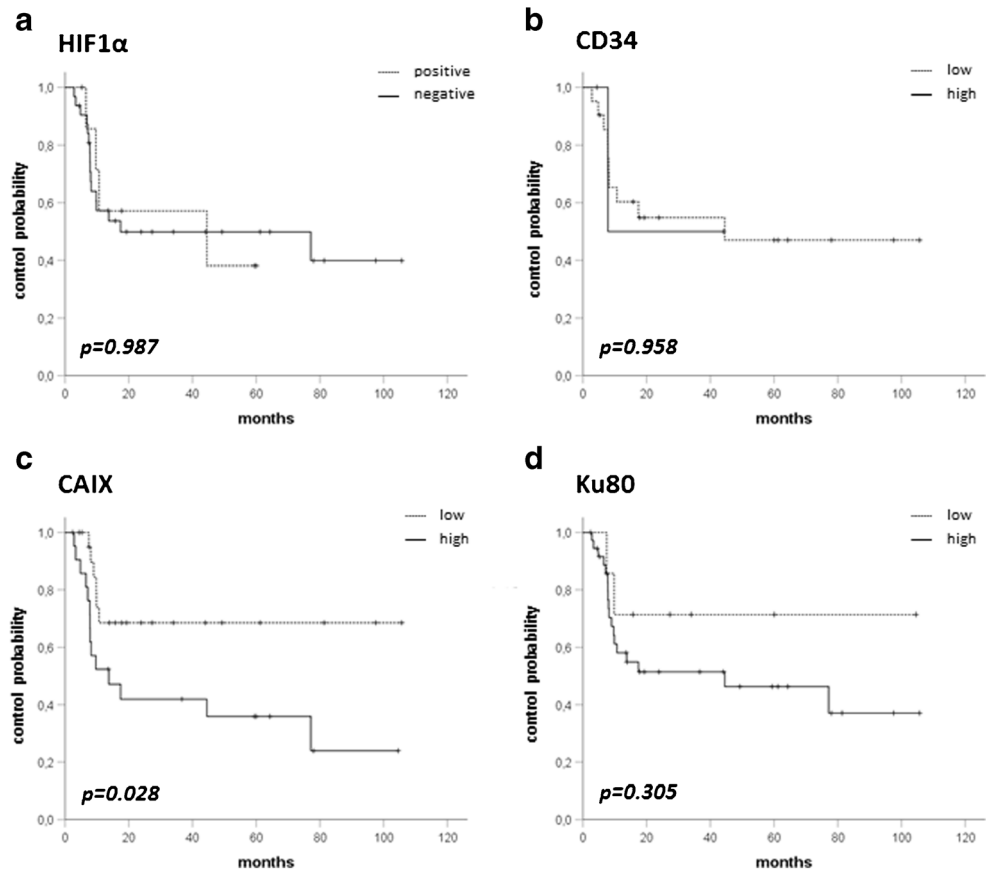 a
HIF1α
positive
negative
control probability
1,0
0,8
0,6
0,4
0,2
0,0
p=0.987
0 20 40 60 80 100 120
months
b
CD34
low
high
control probability
1,0
0,8
0,6
0,4
0,2
0,0
p=0.958
0 20 40 60 80 100 120
months
c
CAIX
low
high
control probability
1,0
0,8
0,6
0,4
0,2
0,0
p=0.028
0 20 40 60 80 100 120
months
d
Ku80
low
high
control probability
1,0
0,8
0,6
0,4
0,2
0,0
p=0.305
0 20 40 60 80 100 120
months